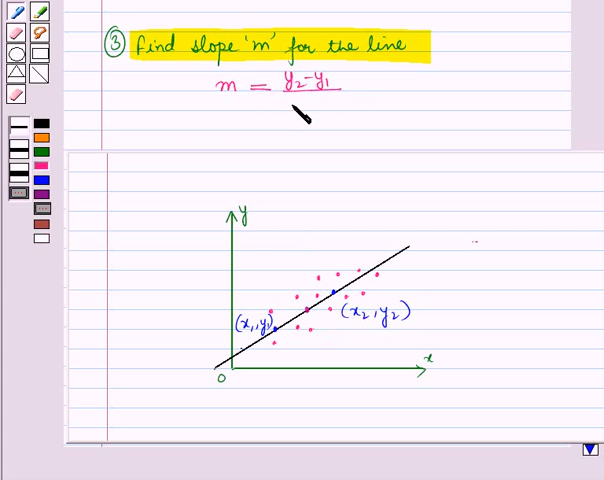 ③ Find slope 'm' for the line
m = y₂-y₁
y
(x₁,y₁)
(x₂,y₂)
x
0